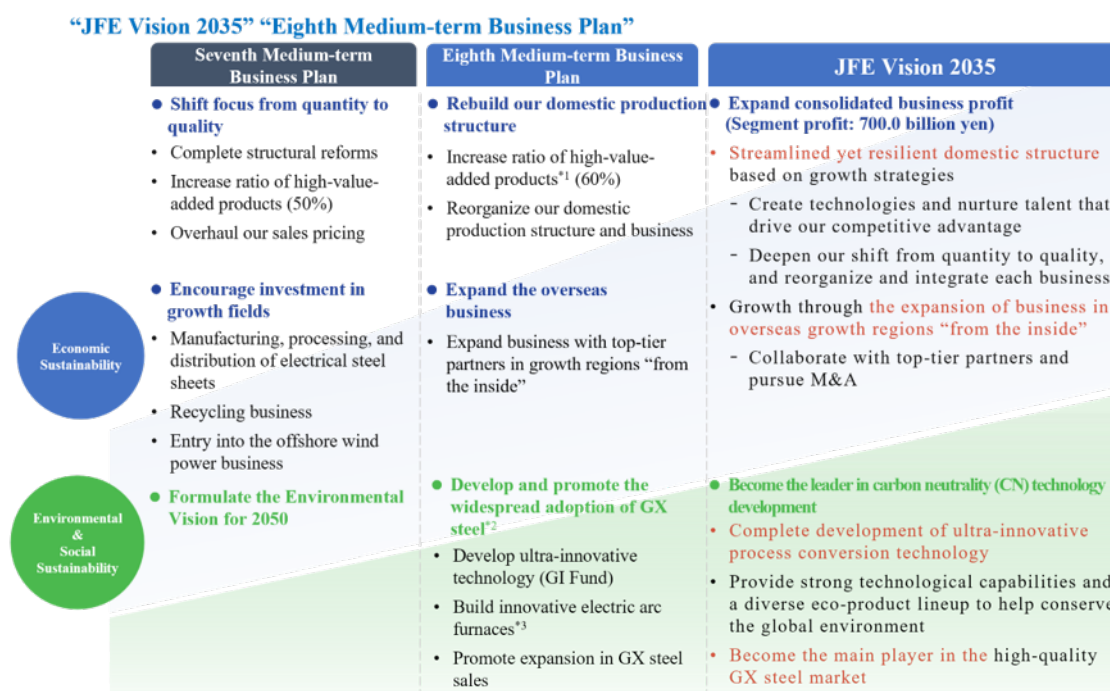 “JFE Vision 2035” “Eighth Medium-term Business Plan”
Seventh Medium-term
Business Plan
● Shift focus from quantity to
quality
• Complete structural reforms
• Increase ratio of high-value-
added products (50%)
• Overhaul our sales pricing
● Encourage investment in
growth fields
• Manufacturing, processing, and
distribution of electrical steel
sheets
• Recycling business
• Entry into the offshore wind
power business
● Formulate the Environmental
Vision for 2050
Eighth Medium-term Business
Plan
● Rebuild our domestic production
structure
• Increase ratio of high-value-
added products*1 (60%)
• Reorganize our domestic
production structure and business
● Expand the overseas
business
• Expand business with top-tier
partners in growth regions “from
the inside”
● Develop and promote the
widespread adoption of GX
steel*2
• Develop ultra-innovative
technology (GI Fund)
• Build innovative electric arc
furnaces*3
• Promote expansion in GX steel
sales
JFE Vision 2035
● Expand consolidated business profit
(Segment profit: 700.0 billion yen)
• Streamlined yet resilient domestic structure
based on growth strategies
- Create technologies and nurture talent that
drive our competitive advantage
- Deepen our shift from quantity to quality,
and reorganize and integrate each business
• Growth through the expansion of business in
overseas growth regions “from the inside”
- Collaborate with top-tier partners and
pursue M&A
● Become the leader in carbon neutrality (CN) technology
development
• Complete development of ultra-innovative
process conversion technology
• Provide strong technological capabilities and
a diverse eco-product lineup to help conserve
the global environment
• Become the main player in the high-quality
GX steel market
Economic
Sustainability
Environmental
&
Social
Sustainability